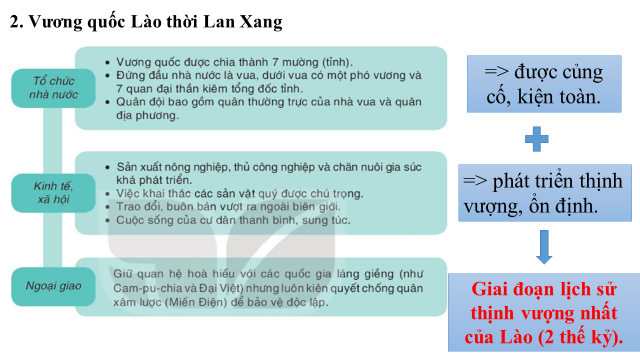 2. Vương quốc Lào thời Lan Xang
Tổ chức
nhà nước
• Vương quốc được chia thành 7 mường (tỉnh).
• Đứng đầu nhà nước là vua, dưới vua có một phó vương và
7 quan đại thần kiêm tổng đốc tỉnh.
• Quân đội bao gồm quân thường trực của nhà vua và quân
địa phương.
Kinh tế,
xã hội
• Sản xuất nông nghiệp, thủ công nghiệp và chăn nuôi gia súc
khá phát triển.
• Việc khai thác các sản vật quý được chú trọng.
• Trao đổi, buôn bán vượt ra ngoài biên giới.
• Cuộc sống của cư dân thanh bình, sung túc.
Ngoại giao
Giữ quan hệ hoà hiếu với các quốc gia láng giềng (như
Cam-pu-chia và Đại Việt) nhưng luôn kiên quyết chống quân
xâm lược (Miến Điện) để bảo vệ độc lập.
=> được củng
cố, kiện toàn.
=> phát triển thịnh
vượng, ổn định.
Giai đoạn lịch sử
thịnh vượng nhất
của Lào (2 thế kỷ).